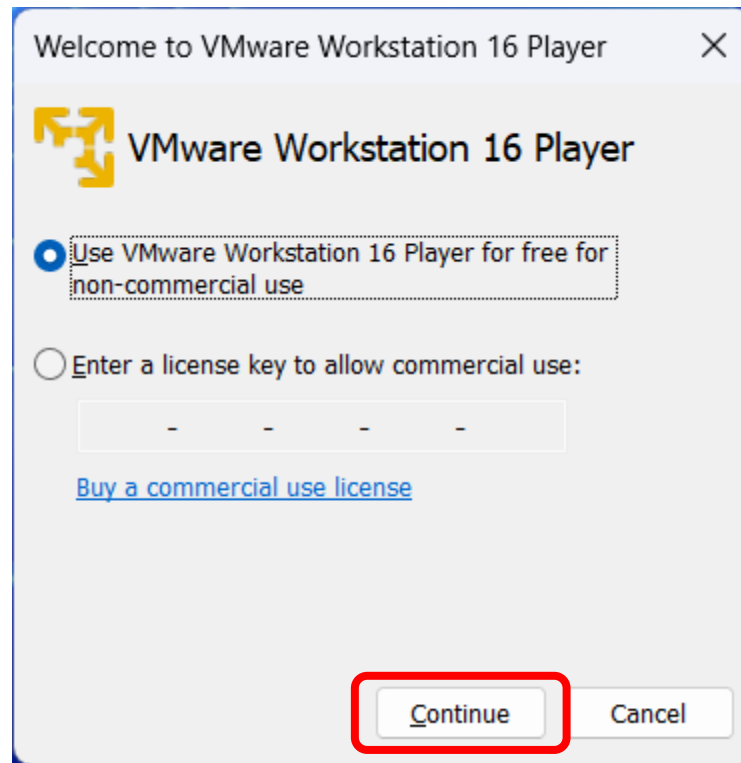 Welcome to VMware Workstation 16 Player
VMware Workstation 16 Player
Use VMware Workstation 16 Player for free for
non-commercial use
Enter a license key to allow commercial use:
- - - -
Buy a commercial use license
Continue Cancel